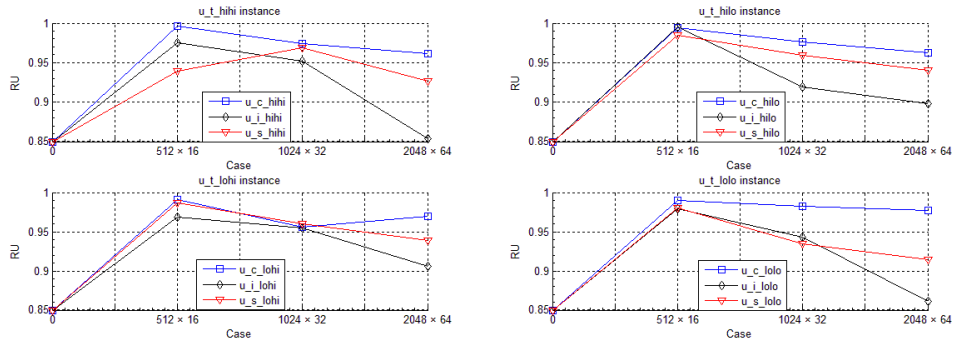 u_t_hihi instance
1
0.95
0.9
0.85
RU
u_c_hihi
u_i_hihi
u_s_hihi
0
512 × 16
1024 × 32
2048 × 64
Case
u_t_hilo instance
1
0.95
0.9
0.85
RU
u_c_hilo
u_i_hilo
u_s_hilo
0
512 × 16
1024 × 32
2048 × 64
Case
u_t_lohi instance
1
0.95
0.9
0.85
RU
u_c_lohi
u_i_lohi
u_s_lohi
0
512 × 16
1024 × 32
2048 × 64
Case
u_t_lolo instance
1
0.95
0.9
0.85
RU
u_c_lolo
u_i_lolo
u_s_lolo
0
512 × 16
1024 × 32
2048 × 64
Case